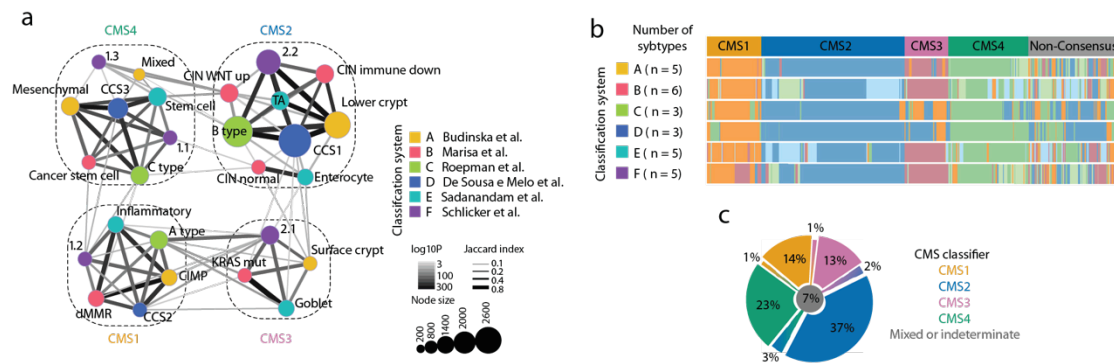 a
CMS4
CMS2
1.3
Mixed
2.2
CIN WNT up
CIN immune down
Mesenchymal
CCS3
Stem cell
TA
Lower crypt
B type
1.1
CCS1
Cancer stem cell
C type
CIN normal
Enterocyte
Inflammatory
1.2
A type
2.1
Surface crypt
CIMP
KRAS mut
dMMR
CCS2
Goblet
CMS1
CMS3
Classifcation system
A Budinska et al.
B Marisa et al.
C Roepman et al.
D De Sousa e Melo et al.
E Sadanandam et al.
F Schlicker et al.
log10P
Jaccard index
3
100
300
0.1
0.2
0.4
0.8
Node size
200
800
1400
2000
2600
b
Number of
sybtypes
CMS1
CMS2
CMS3
CMS4
Non-Consensus
Classification system
A ( n = 5)
B ( n = 6)
C ( n = 3)
D ( n = 3)
E ( n = 5)
F ( n = 5)
c
1%
1%
14%
13%
2%
23%
7%
37%
3%
CMS classifier
CMS1
CMS2
CMS3
CMS4
Mixed or indeterminate